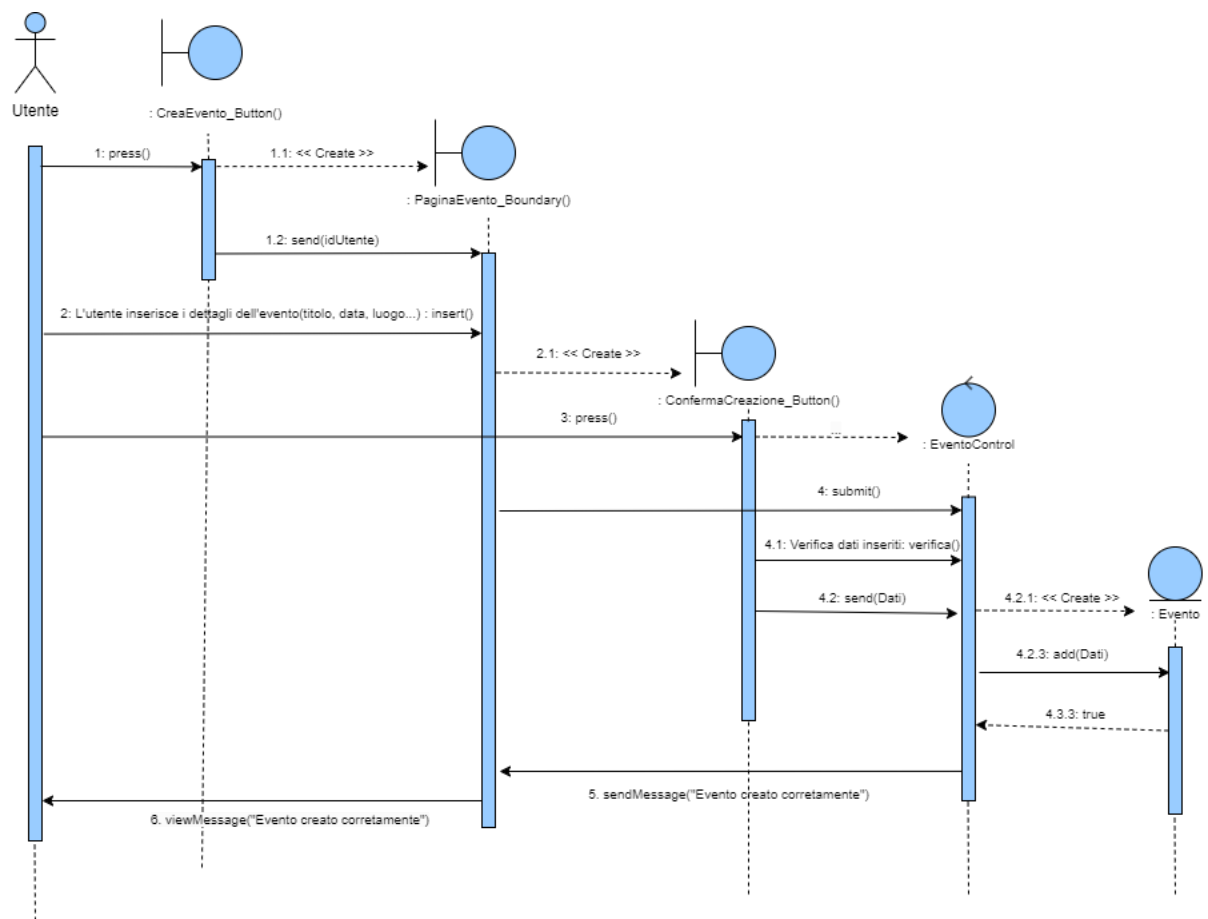 Utente
: CreaEvento_Button()
1: press()
1.1: << Create >>
: PaginaEvento_Boundary()
1.2: send(idUtente)
2: L'utente inserisce i dettagli dell'evento(titolo, data, luogo...) : insert()
2.1: << Create >>
: ConfermaCreazione_Button()
3: press()
...
: EventoControl
4: submit()
4.1: Verifica dati inseriti: verifica()
4.2: send(Dati)
4.2.1: << Create >>
: Evento
4.2.3: add(Dati)
4.3.3: true
5. sendMessage("Evento creato corretamente")
6. viewMessage("Evento creato corretamente")